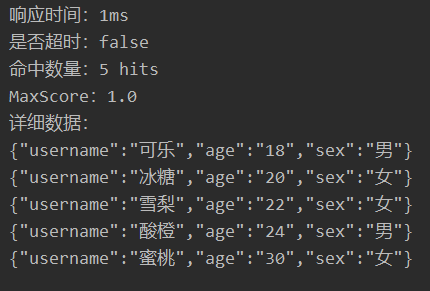 响应时间：1ms
是否超时：false
命中数量：5 hits
MaxScore：1.0
详细数据：
{"username":"可乐","age":"18","sex":"男"}
{"username":"冰糖","age":"20","sex":"女"}
{"username":"雪梨","age":"22","sex":"女"}
{"username":"酸橙","age":"24","sex":"男"}
{"username":"蜜桃","age":"30","sex":"女"}